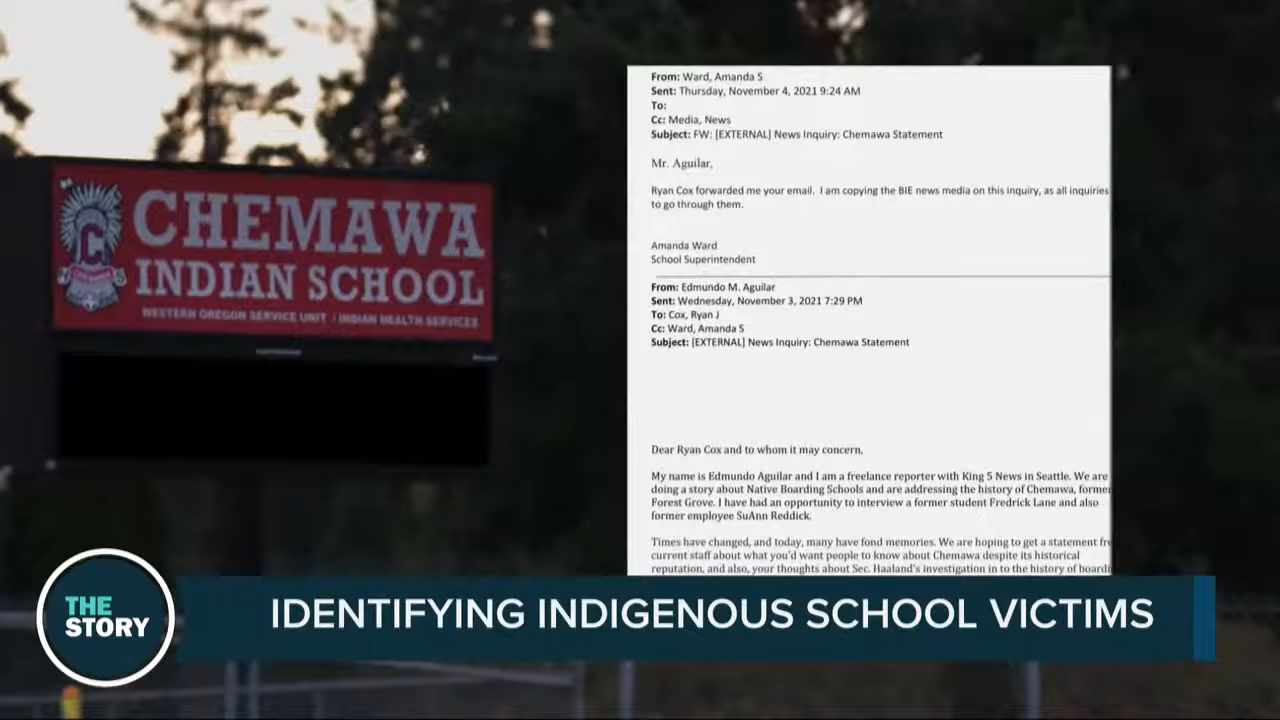 CHEMAWA
INDIAN SCHOOL
WESTERN OREGON SERVICE UNIT / INDIAN HEALTH SERVICES
C
From: Ward, Amanda S
Sent: Thursday, November 4, 2021 9:24 AM
To:
Cc: Media, News
Subject: FW: [EXTERNAL] News Inquiry: Chemawa Statement
Mr. Aguilar,
Ryan Cox forwarded me your email. I am copying the BIE news media on this inquiry, as all inquiries
to go through them.
Amanda Ward
School Superintendent
From: Edmundo M. Aguilar
Sent: Wednesday, November 3, 2021 7:29 PM
To: Cox, Ryan J
Cc: Ward, Amanda S
Subject: [EXTERNAL] News Inquiry: Chemawa Statement
Dear Ryan Cox and to whom it may concern,
My name is Edmundo Aguilar and I am a freelance reporter with King 5 News in Seattle. We are
doing a story about Native Boarding Schools and are addressing the history of Chemawa, former
Forest Grove. I have had an opportunity to interview a former student Fredrick Lane and also
former employee SuAnn Reddick.
Times have changed, and today, many have fond memories. We are hoping to get a statement fr
current staff about what you'd want people to know about Chemawa despite its historical
reputation, and also, your thoughts about Sec. Haaland's investigation in to the history of boardi
THE
STORY
IDENTIFYING INDIGENOUS SCHOOL VICTIMS